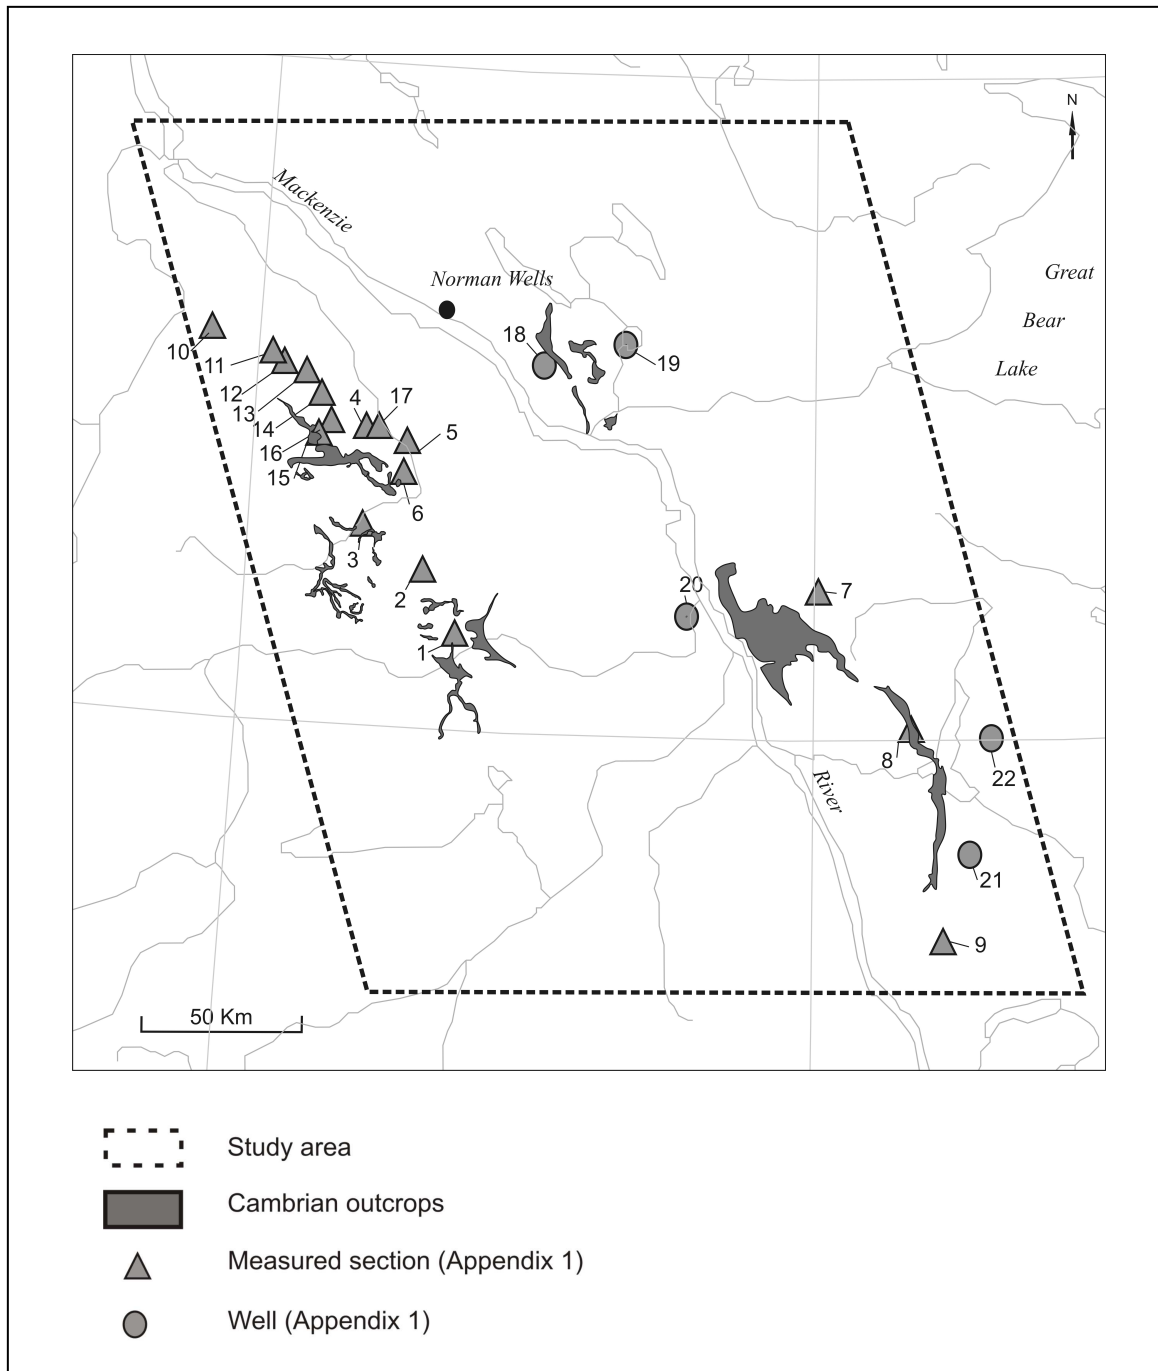 N
Mackenzie
Great
Norman Wells
Bear
18
10
11
19
Lake
12
4
17
13
14
5
16
15
6
3
20
7
2
1
8
22
River
21
9
50 Km
Study area
Cambrian outcrops
Measured section (Appendix 1)
Well (Appendix 1)